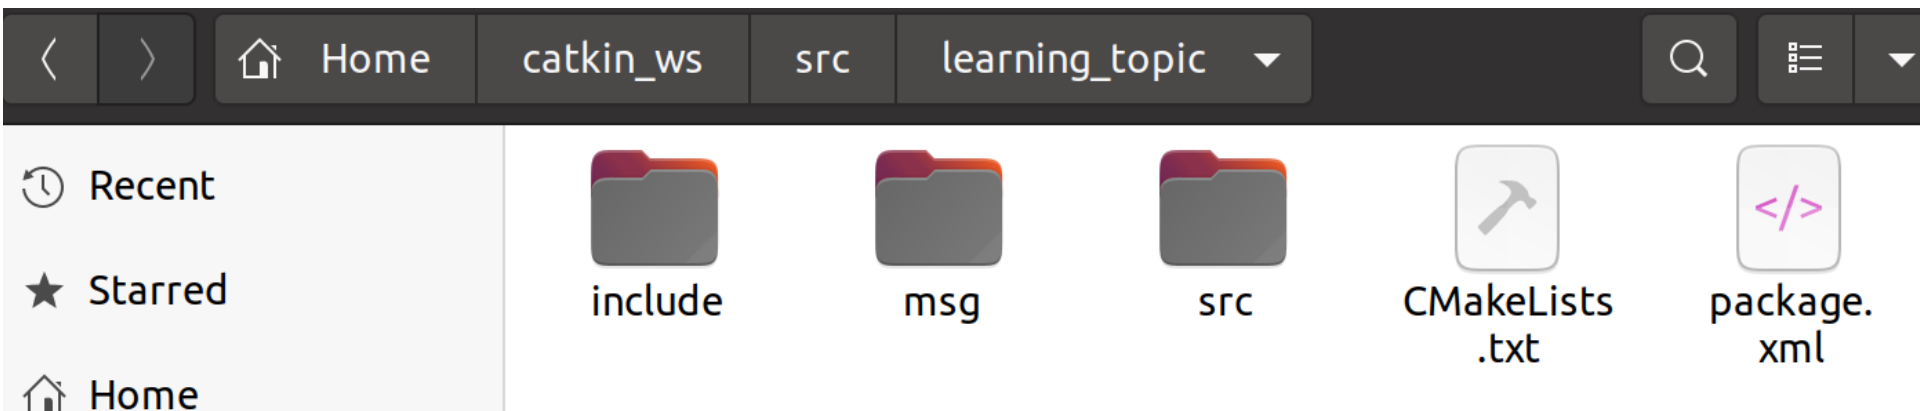 Home catkin_ws src learning_topic
Recent
Starred
Home
include msg src CMakeLists package.
.txt xml